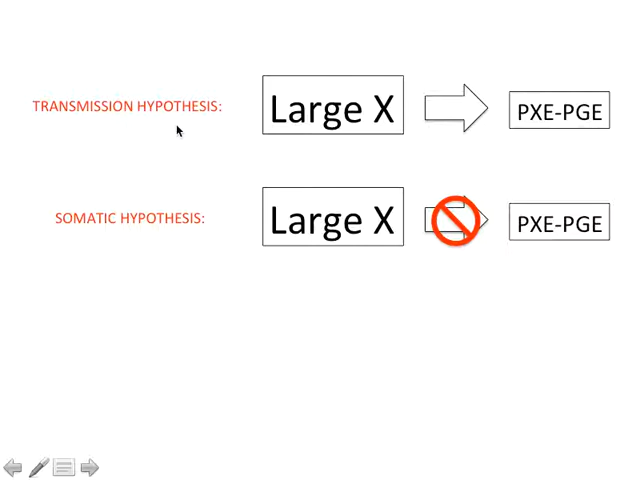 TRANSMISSION HYPOTHESIS:
Large X
PXE-PGE
SOMATIC HYPOTHESIS:
Large X
PXE-PGE